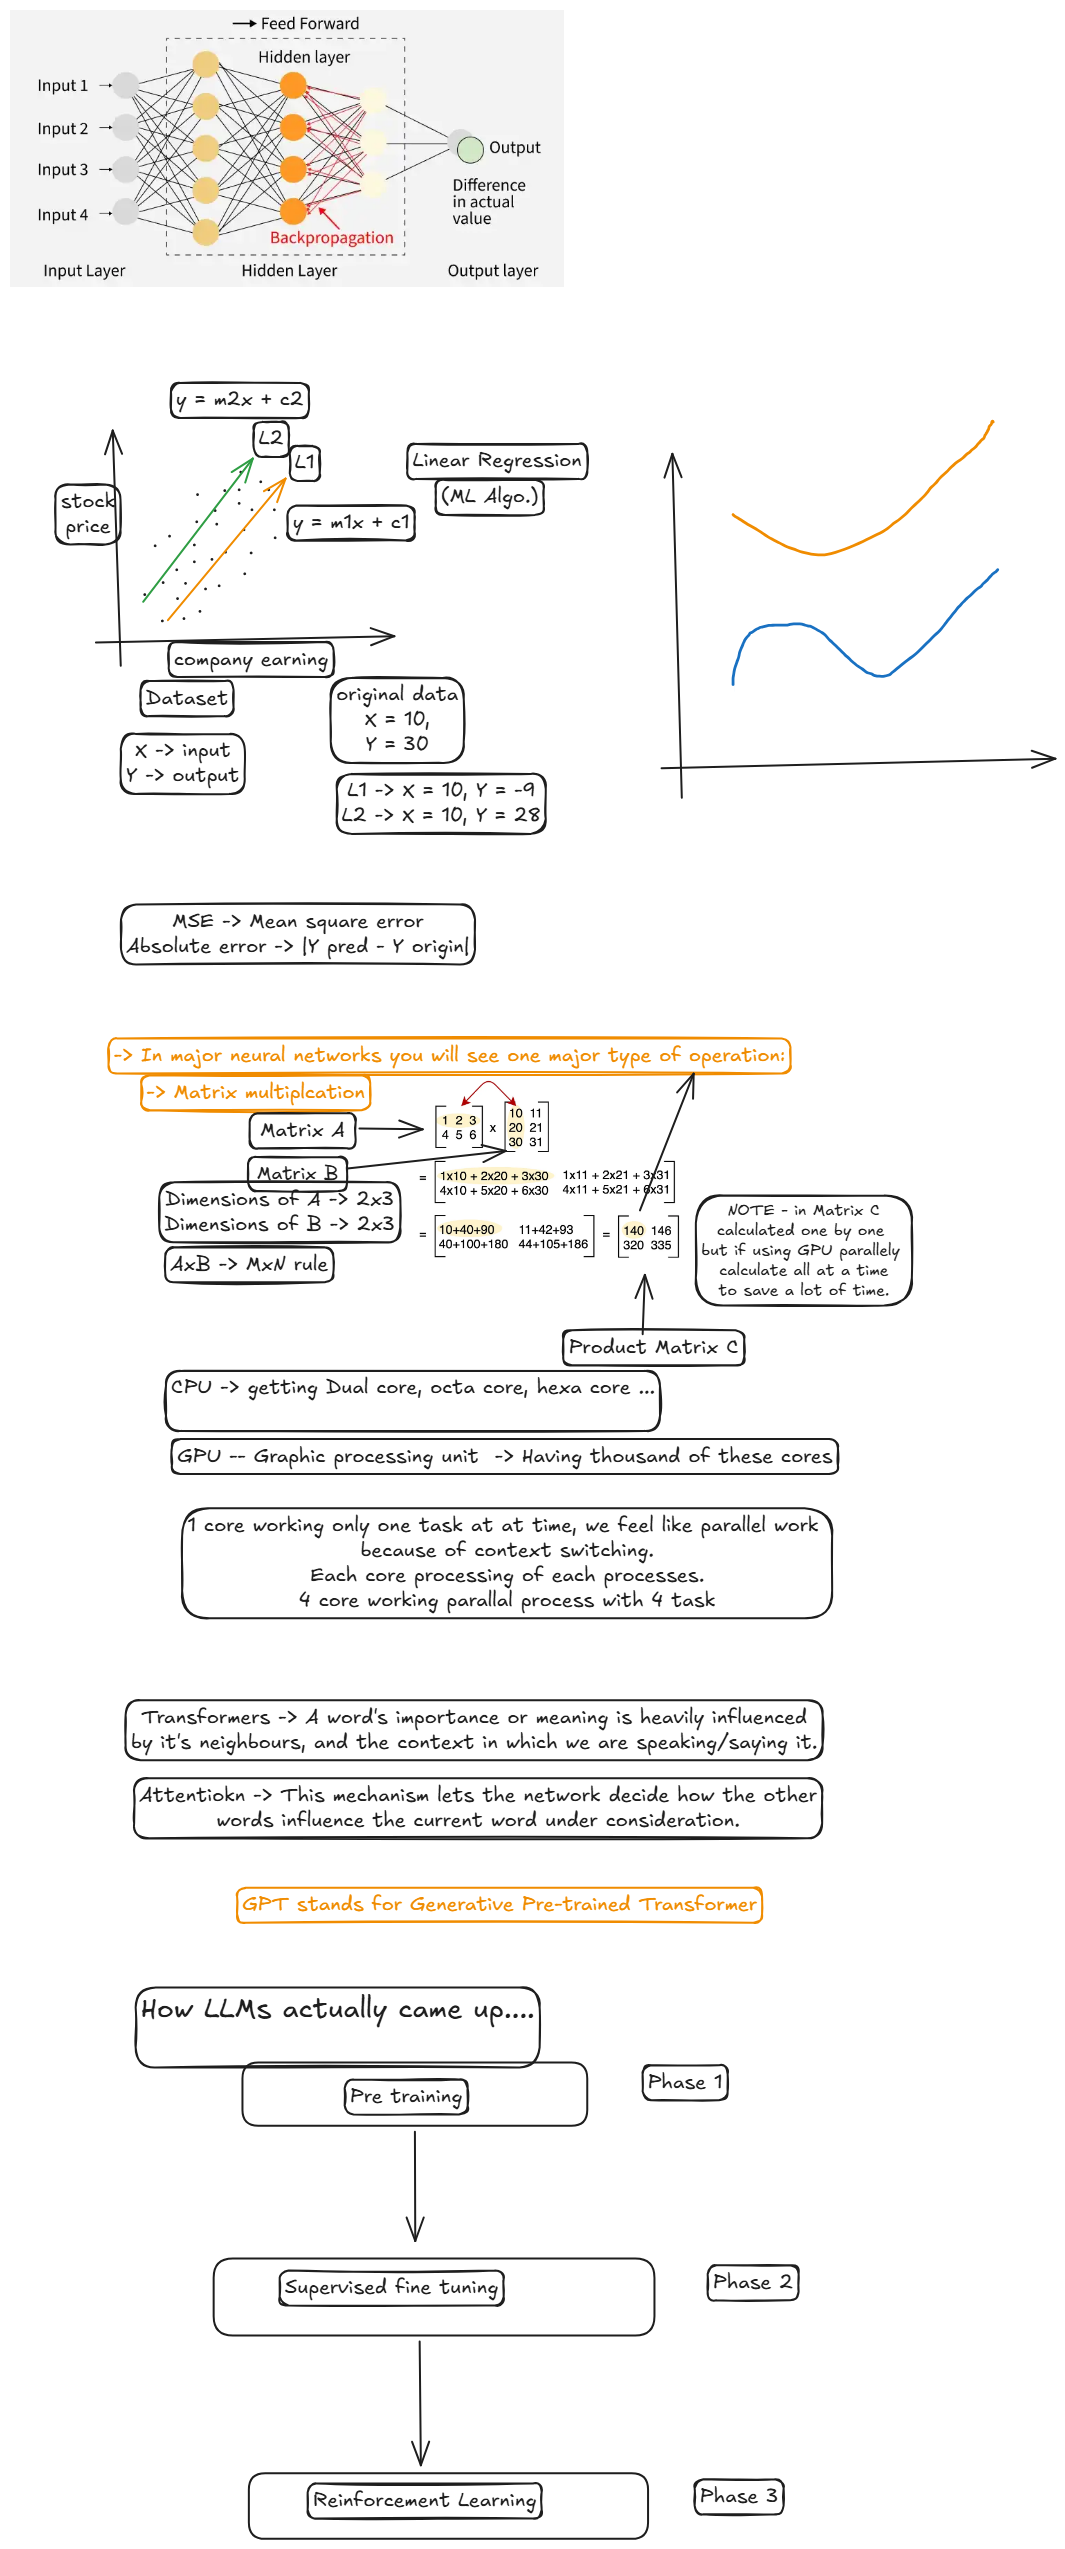 Feed Forward
Hidden layer
Input 1
Input 2
Input 3
Input 4
Output
Difference
in actual
value
Backpropagation
Input Layer
Hidden Layer
Output layer
y = m2x + c2
L2
L1
stock
price
y = m1x + c1
Linear Regression
(ML Algo.)
company earning
Dataset
X -> input
Y -> output
original data
X = 10,
Y = 30
L1 -> X = 10, Y = -9
L2 -> X = 10, Y = 28
MSE -> Mean square error
Absolute error -> |Y pred - Y origin|
-> In major neural networks you will see one major type of operation:
-> Matrix multiplcation
Matrix A
1 2 3
4 5 6
x
10 11
20 21
30 31
Matrix B
= 1x10 + 2x20 + 3x30 1x11 + 2x21 + 3x31
4x10 + 5x20 + 6x30 4x11 + 5x21 + 6x31
Dimensions of A -> 2x3
Dimensions of B -> 2x3
= 10+40+90 11+42+93
40+100+180 44+105+186
= 140 146
320 335
AxB -> MxN rule
NOTE - in Matrix C
calculated one by one
but if using GPU parallely
calculate all at a time
to save a lot of time.
Product Matrix C
CPU -> getting Dual core, octa core, hexa core ...
GPU -- Graphic processing unit -> Having thousand of these cores
1 core working only one task at at time, we feel like parallel work
because of context switching.
Each core processing of each processes.
4 core working parallal process with 4 task
Transformers -> A word's importance or meaning is heavily influenced
by it's neighbours, and the context in which we are speaking/saying it.
Attentiokn -> This mechanism lets the network decide how the other
words influence the current word under consideration.
GPT stands for Generative Pre-trained Transformer
How LLMs actually came up....
Pre training
Phase 1
Supervised fine tuning
Phase 2
Reinforcement Learning
Phase 3